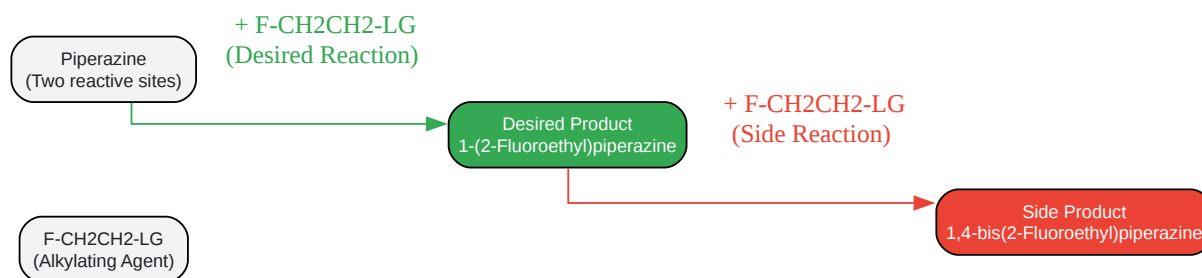 + F-CH2CH2-LG
(Desired Reaction)
Piperazine
(Two reactive sites)
+ F-CH2CH2-LG
(Side Reaction)
Desired Product
1-(2-Fluoroethyl)piperazine
Side Product
1,4-bis(2-Fluoroethyl)piperazine
F-CH2CH2-LG
(Alkylating Agent)